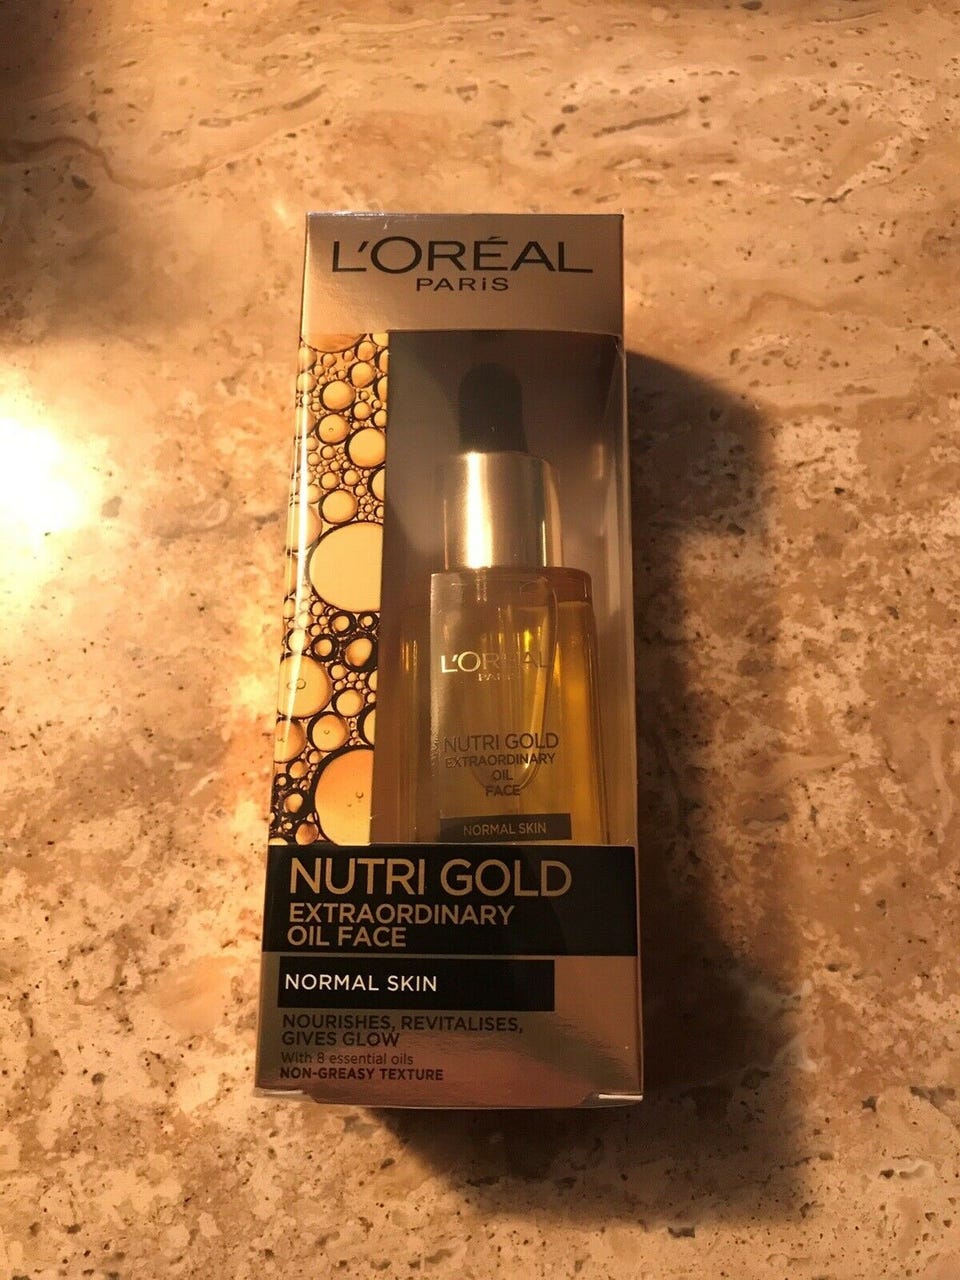 L'ORÉAL
PARiS
L'ORÉAL
PARiS
NUTRI GOLD
EXTRAORDINARY
OIL
FACE
NORMAL SKIN
NUTRI GOLD
EXTRAORDINARY
OIL FACE
NORMAL SKIN
NOURISHES, REVITALISES,
GIVES GLOW
With 8 essential oils
NON-GREASY TEXTURE